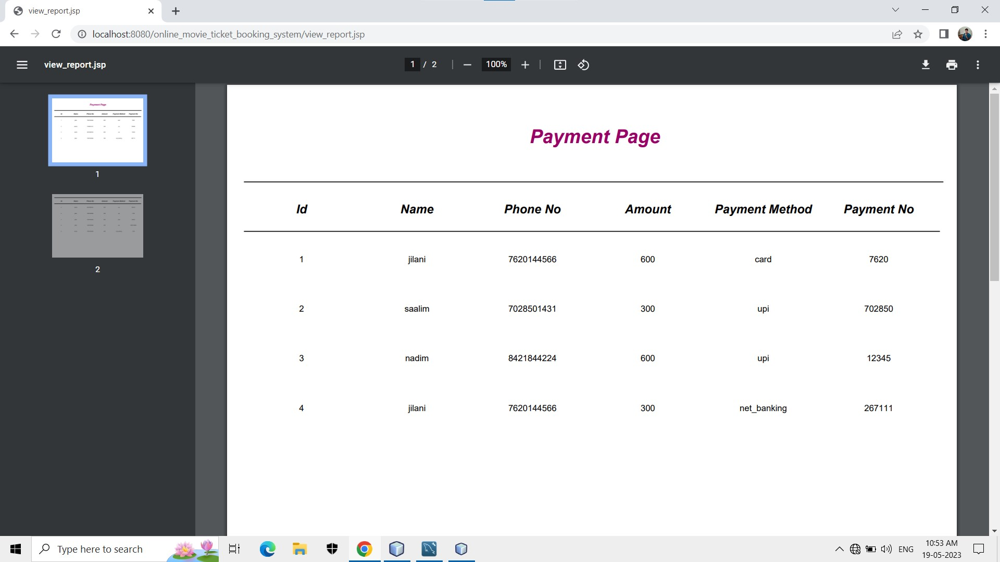 view_report.jsp
localhost:8080/online_movie_ticket_booking_system/view_report.jsp
view_report.jsp
1 / 2
100%
Payment Page
Id Name Phone No Amount Payment Method Payment No
1 jilani 7620144566 600 card 7620
2 saalim 7028501431 300 upi 702850
3 nadim 8421844224 600 upi 12345
4 jilani 7620144566 300 net_banking 267111
Payment Page
1
2
Type here to search
ENG
10:53 AM
19-05-2023